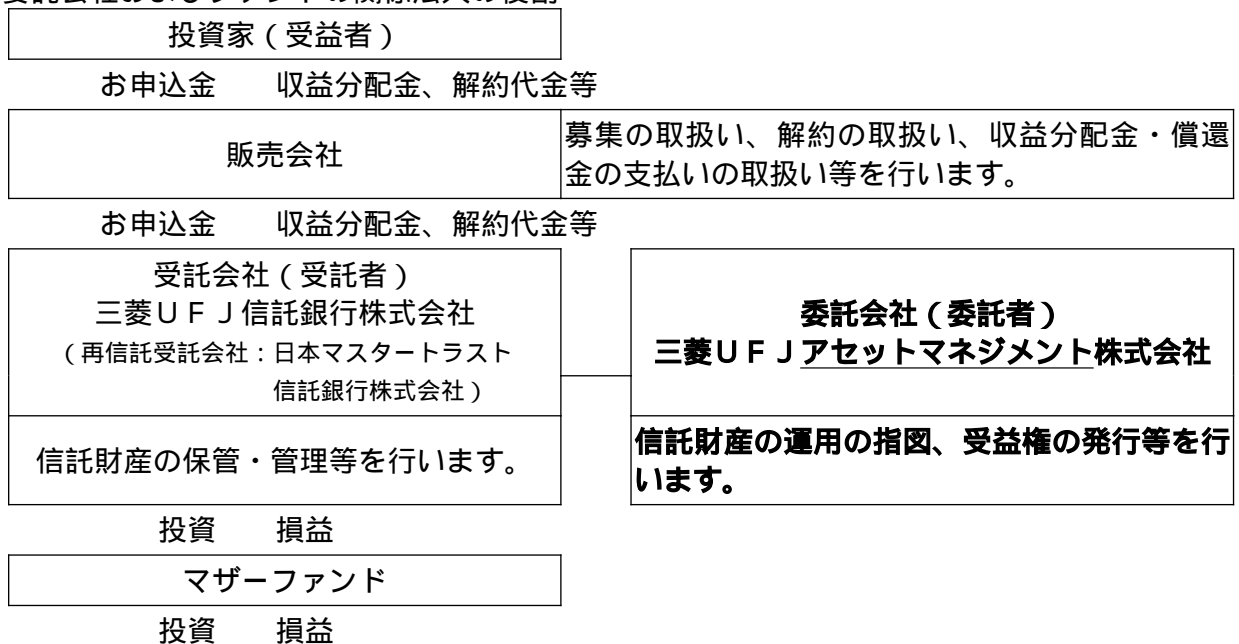 投資家（受益者）
お申込金　　収益分配金、解約代金等
販売会社
募集の取扱い、解約の取扱い、収益分配金・償還
金の支払いの取扱い等を行います。
お申込金　　収益分配金、解約代金等
受託会社（受託者）
三菱ＵＦＪ信託銀行株式会社
（再信託受託会社：日本マスタートラスト
信託銀行株式会社）
信託財産の保管・管理等を行います。
委託会社（委託者）
三菱ＵＦＪアセットマネジメント株式会社
信託財産の運用の指図、受益権の発行等を行
います。
投資　　損益
マザーファンド
投資　　損益